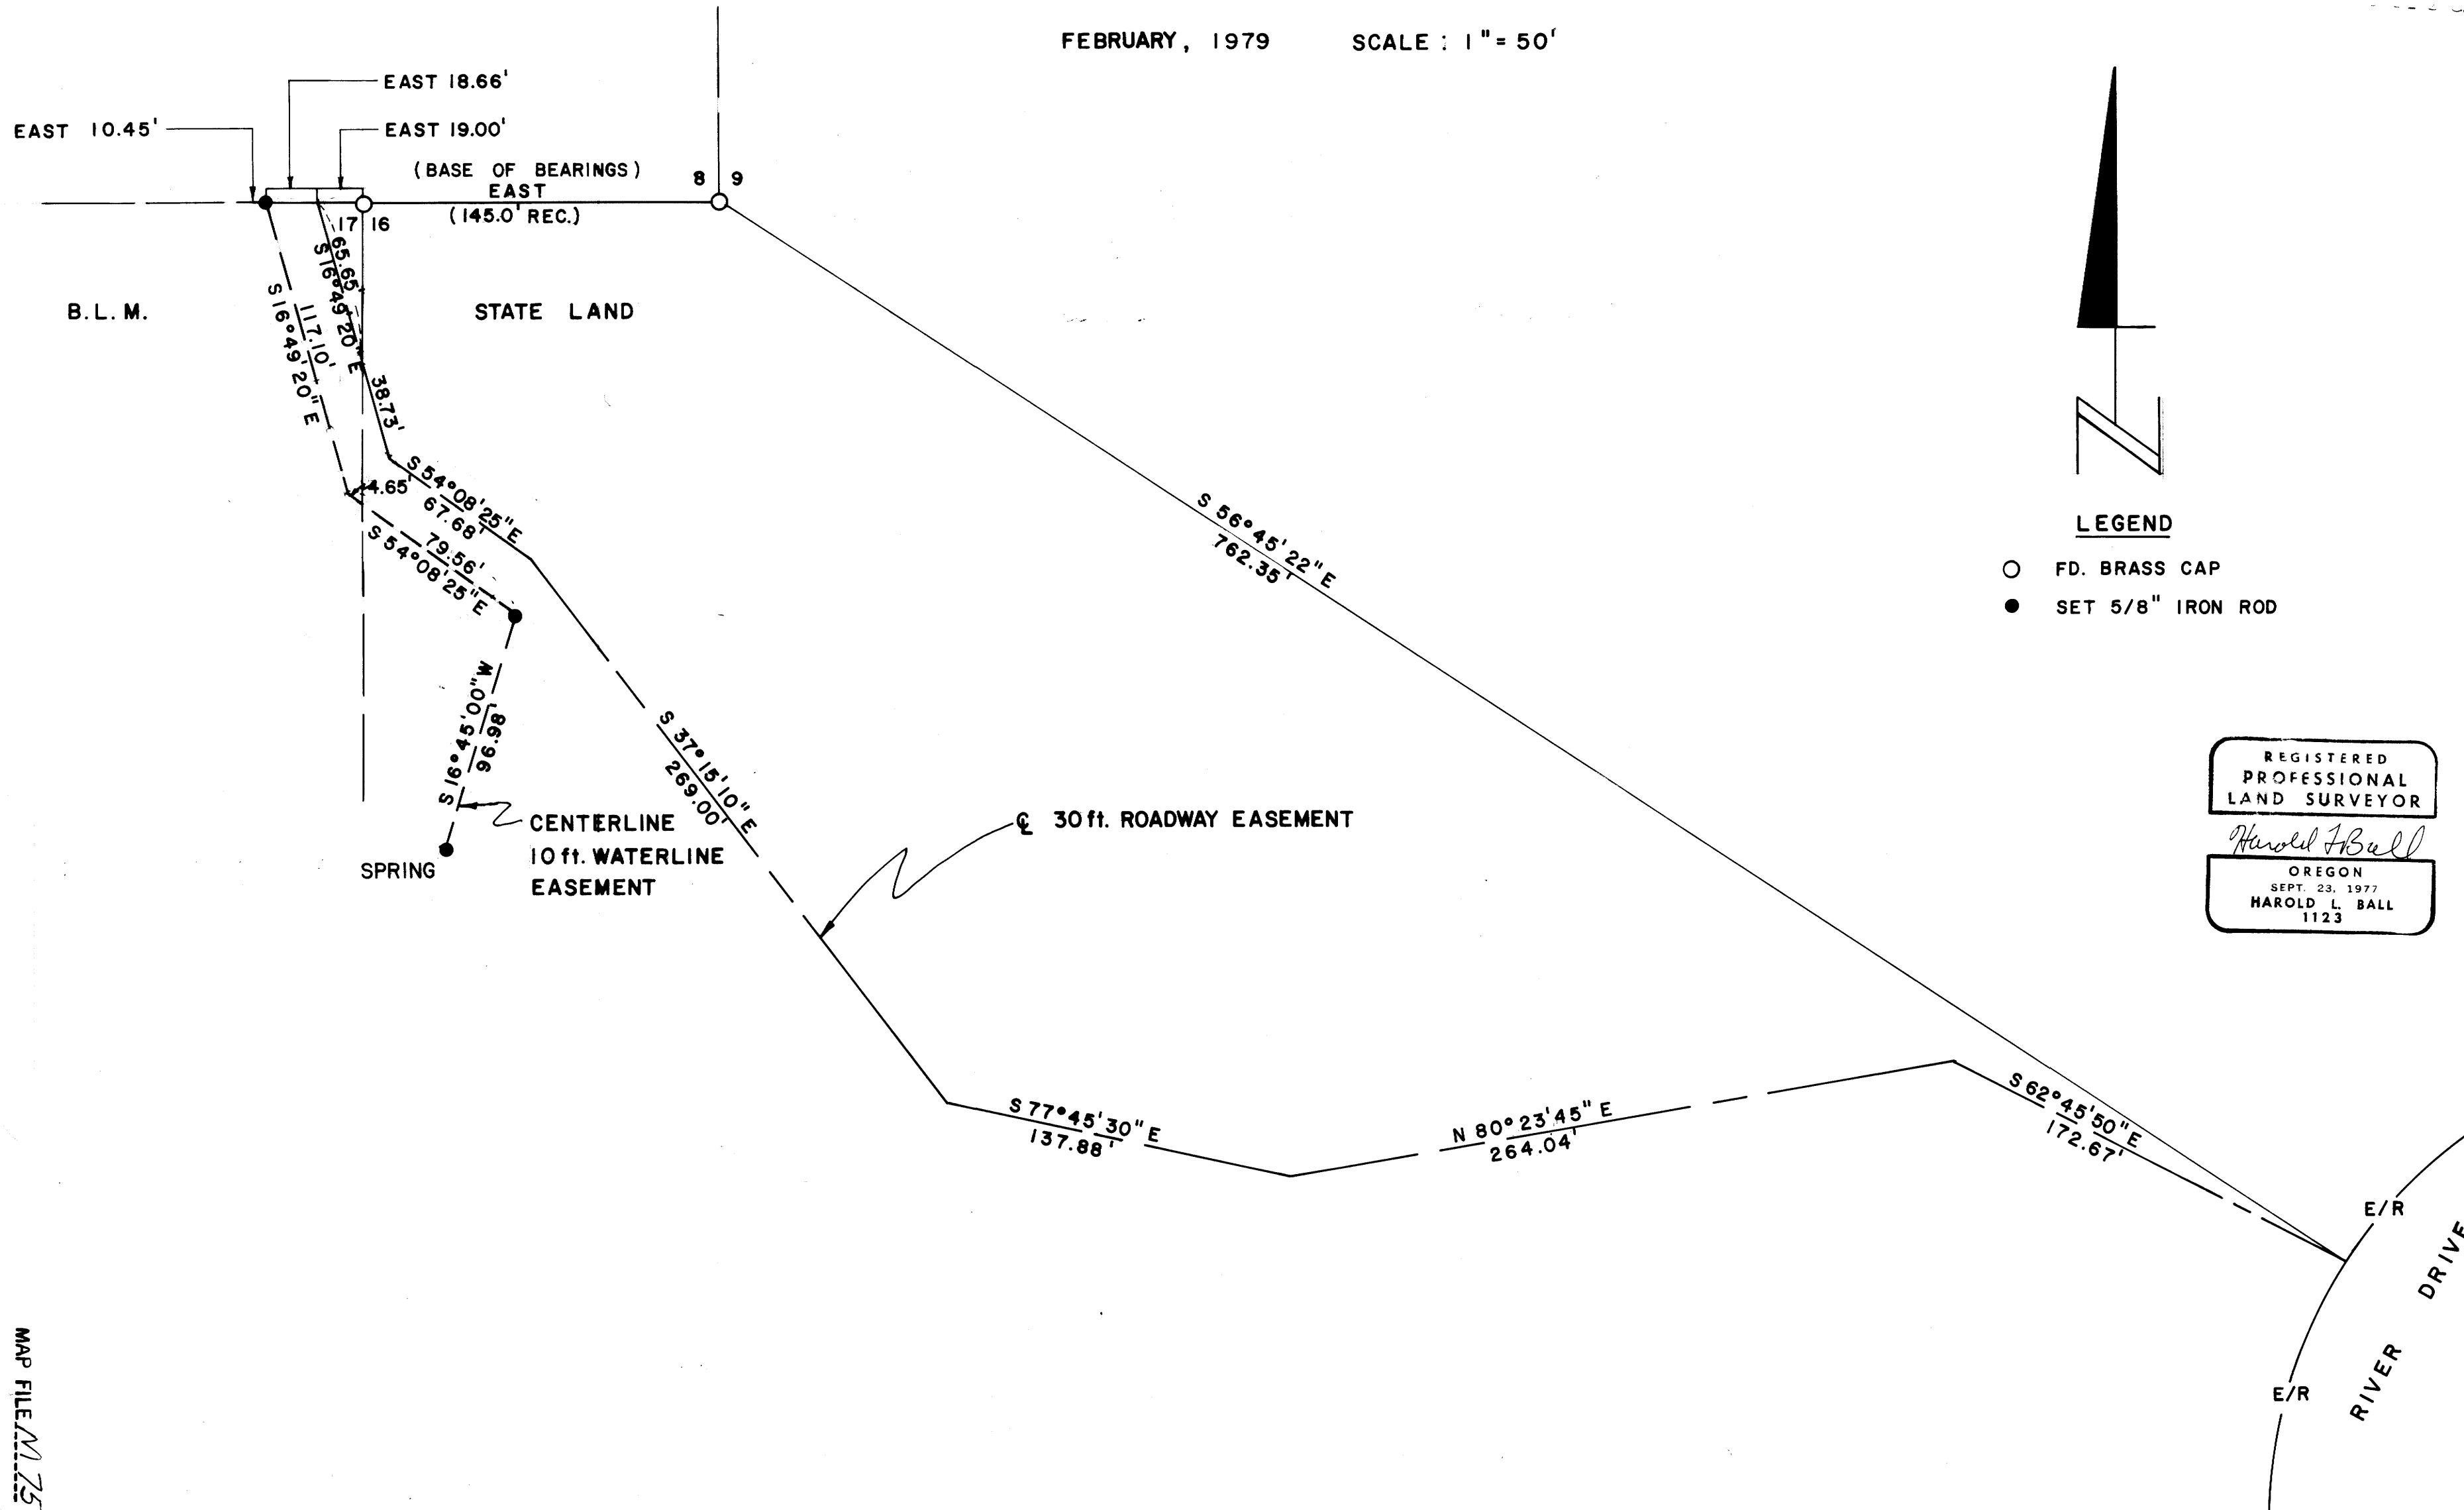 FEBRUARY, 1979 SCALE : 1" = 50'
EAST 18.66'
EAST 10.45'
EAST 19.00'
(BASE OF BEARINGS)
EAST
(145.0' REC.)
8 9
17 16
B.L.M.
STATE LAND
65.65'
S 16°49'20" E
117.10'
S 16°49'20" E
38.73'
14.65'
S 54°08'25" E
67.68'
79.56'
S 54°08'25" E
S 56°45'22" E
762.35'
LEGEND
FD. BRASS CAP
SET 5/8" IRON ROD
S 16°45'00" W
96.98'
S 37°15'10" E
269.00'
CENTERLINE
10 ft. WATERLINE
EASEMENT
SPRING
℄ 30 ft. ROADWAY EASEMENT
REGISTERED
PROFESSIONAL
LAND SURVEYOR
Harold L Ball
OREGON
SEPT. 23, 1977
HAROLD L. BALL
1123
S 77°45'30" E
137.88'
N 80°23'45" E
264.04'
S 62°45'50" E
172.67'
E/R
E/R
RIVER DRIVE
MAP FILE M 75